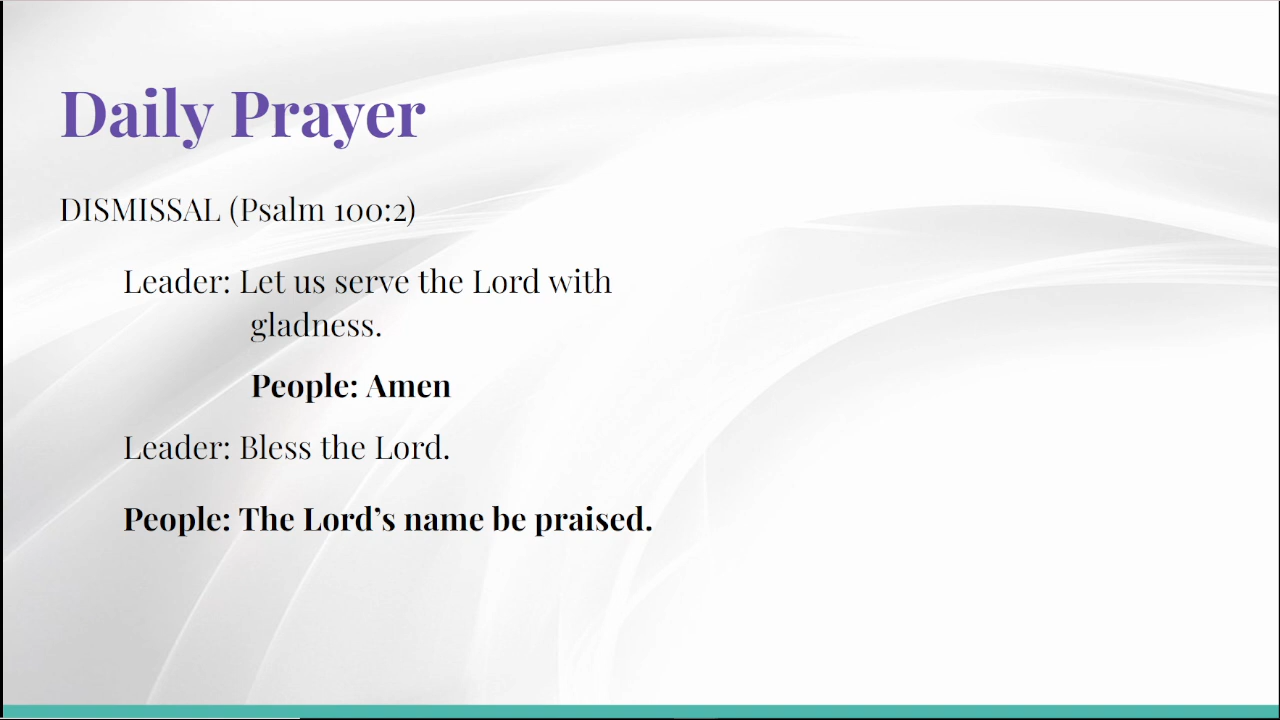 Daily Prayer
DISMISSAL (Psalm 100:2)
Leader: Let us serve the Lord with
gladness.
People: Amen
Leader: Bless the Lord.
People: The Lord’s name be praised.